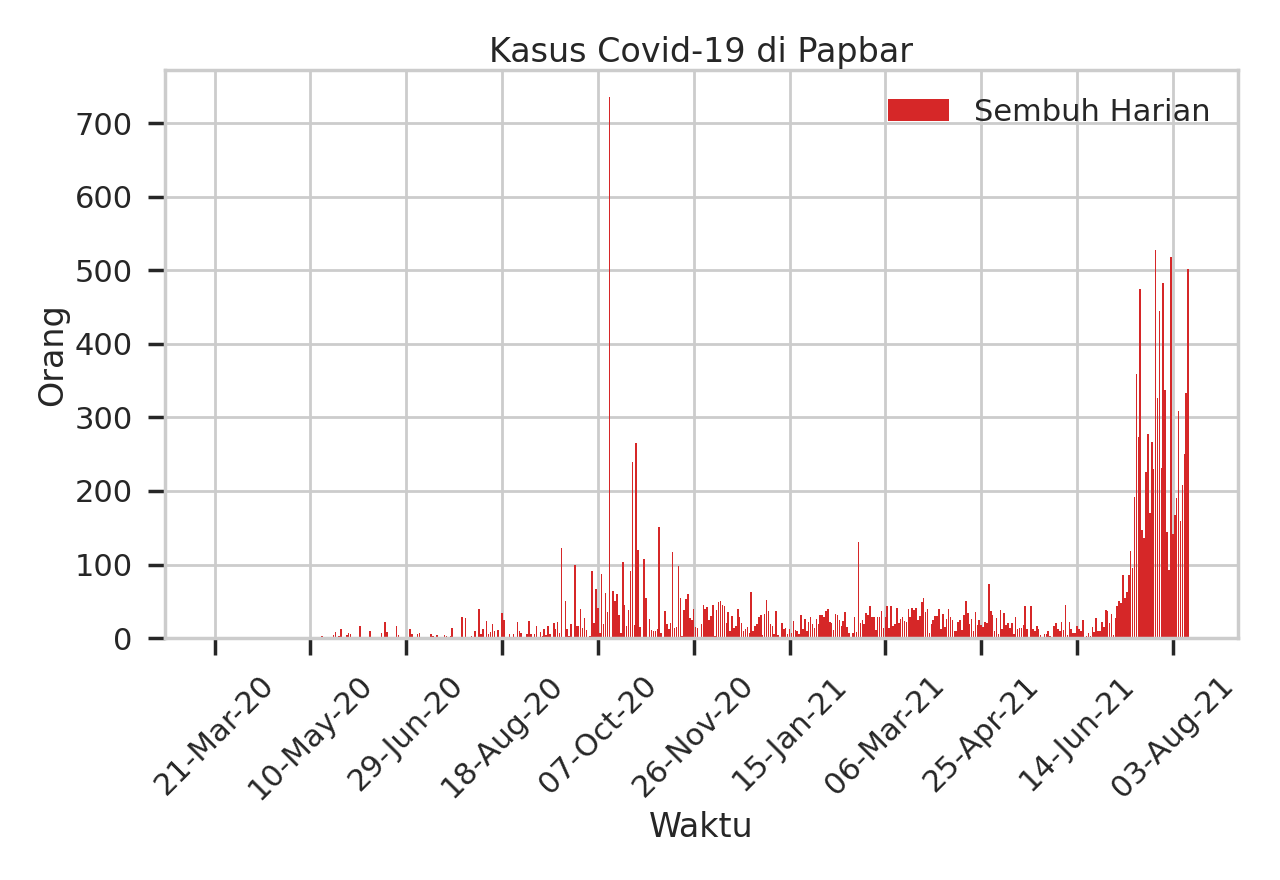 Kasus Covid-19 di Papbar
Sembuh Harian
700
600
500
400
300
200
100
0
Orang
21-Mar-20
10-May-20
29-Jun-20
18-Aug-20
07-Oct-20
26-Nov-20
15-Jan-21
06-Mar-21
25-Apr-21
14-Jun-21
03-Aug-21
Waktu